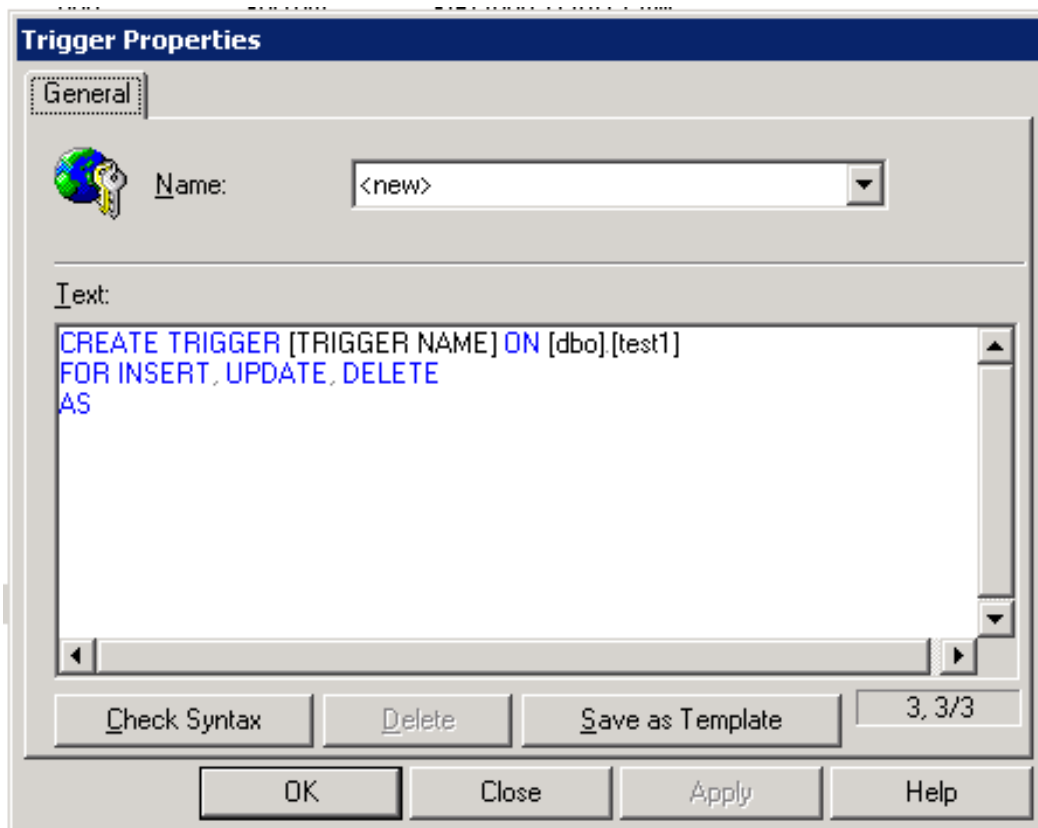 Trigger Properties
General
Name:
<new>
Text:
CREATE TRIGGER [TRIGGER NAME] ON [dbo].[test1]
FOR INSERT, UPDATE, DELETE
AS
Check Syntax
Delete
Save as Template
3, 3/3
OK
Close
Apply
Help